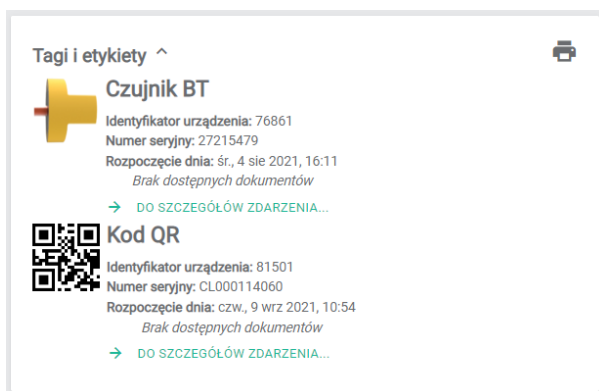 Tagi i etykiety
Czujnik BT
Identyfikator urządzenia: 76861
Numer seryjny: 27215479
Rozpoczęcie dnia: śr., 4 sie 2021, 16:11
Brak dostępnych dokumentów
→ DO SZCZEGÓŁÓW ZDARZENIA...
Kod QR
Identyfikator urządzenia: 81501
Numer seryjny: CL000114060
Rozpoczęcie dnia: czw., 9 wrz 2021, 10:54
Brak dostępnych dokumentów
→ DO SZCZEGÓŁÓW ZDARZENIA...